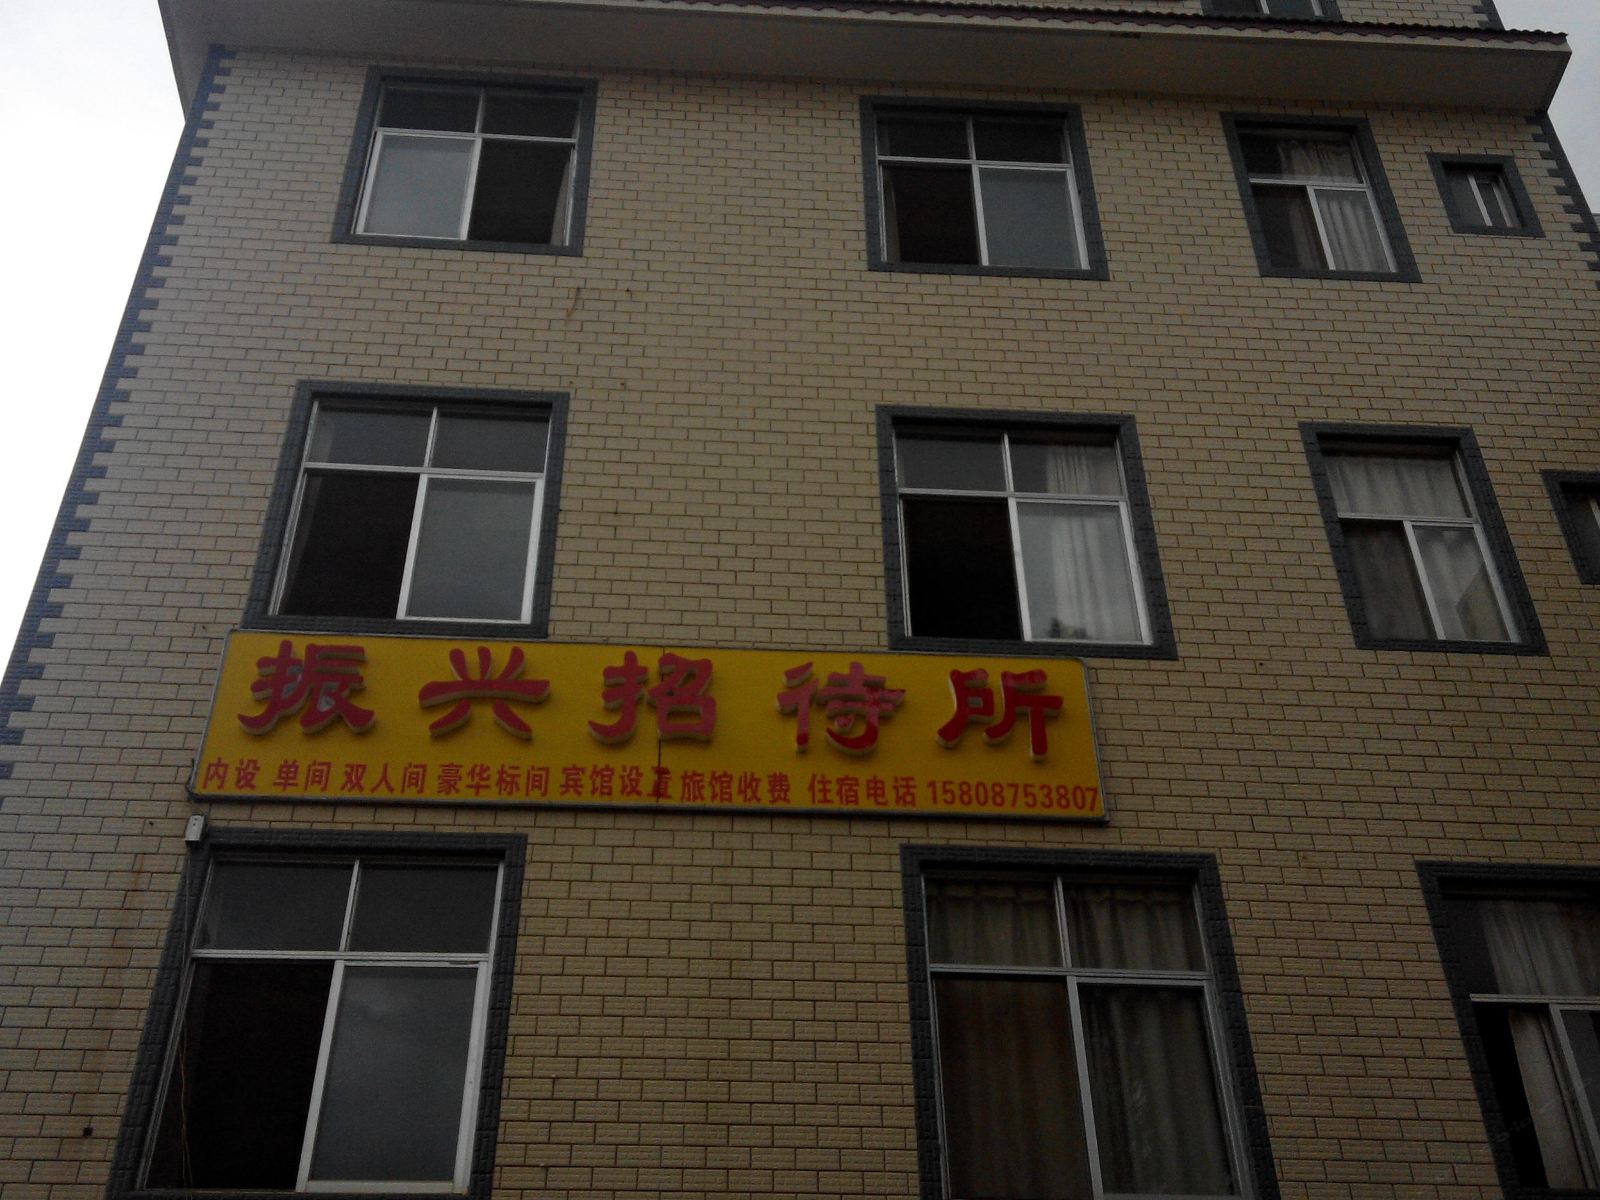 振兴招待所
内设 单间 双人间 豪华标间 宾馆设置 旅馆收费 住宿电话 15808753807